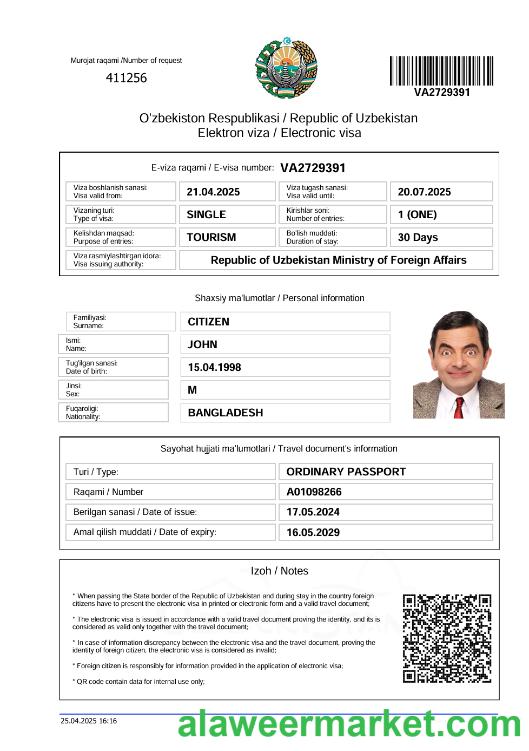 Murojat raqami /Number of request
411256
VA2729391
O'zbekiston Respublikasi / Republic of Uzbekistan
Elektron viza / Electronic visa
E-viza raqami / E-visa number: VA2729391
Viza boshlanish sanasi:
Visa valid from:
21.04.2025
Viza tugash sanasi:
Visa valid until:
20.07.2025
Vizaning turi:
Type of visa:
SINGLE
Kirishlar soni:
Number of entries:
1 (ONE)
Kelishdan maqsad:
Purpose of entries:
TOURISM
Bo'lish muddati:
Duration of stay:
30 Days
Viza rasmiylashtirgan idora:
Visa issuing authority:
Republic of Uzbekistan Ministry of Foreign Affairs
Shaxsiy ma'lumotlar / Personal information
Familiyasi:
Surname:
CITIZEN
Ismi:
Name:
JOHN
Tug'ilgan sanasi:
Date of birth:
15.04.1998
Jinsi:
Sex:
M
Fuqaroligi:
Nationality:
BANGLADESH
Sayohat hujjati ma'lumotlari / Travel document's information
Turi / Type:
ORDINARY PASSPORT
Raqami / Number
A01098266
Berilgan sanasi / Date of issue:
17.05.2024
Amal qilish muddati / Date of expiry:
16.05.2029
Izoh / Notes
* When passing the State border of the Republic of Uzbekistan and during stay in the country foreign
citizens have to present the electronic visa in printed or electronic form and a valid travel document;
* The electronic visa is issued in accordance with a valid travel document proving the identity, and its is
considered as valid only together with the travel document;
* In case of information discrepancy between the electronic visa and the travel document, proving the
identity of foreign citizen, the electronic visa is considered as invalid;
* Foreign citizen is responsibly for information provided in the application of electronic visa;
* QR code contain data for internal use only;
25.04.2025 16:16
alaweermarket.com